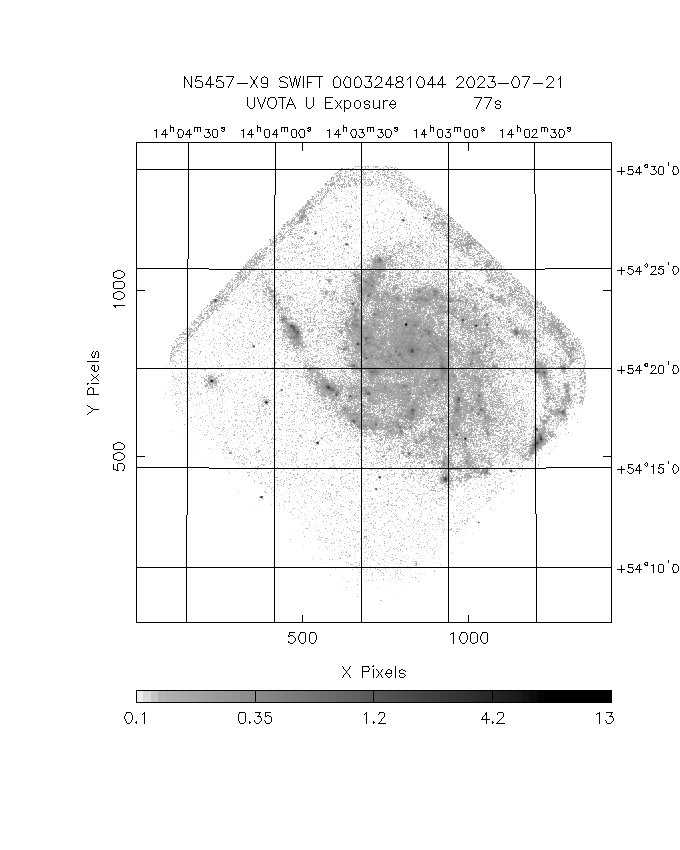 N5457-X9 SWIFT 00032481044 2023-07-21
UVOTA U Exposure 77s
14ʰ04ᵐ30ˢ 14ʰ04ᵐ00ˢ 14ʰ03ᵐ30ˢ 14ʰ03ᵐ00ˢ 14ʰ02ᵐ30ˢ
+54°30'0
+54°25'0
1000
+54°20'0
Y Pixels
500
+54°15'0
+54°10'0
500 1000
X Pixels
0.1 0.35 1.2 4.2 13